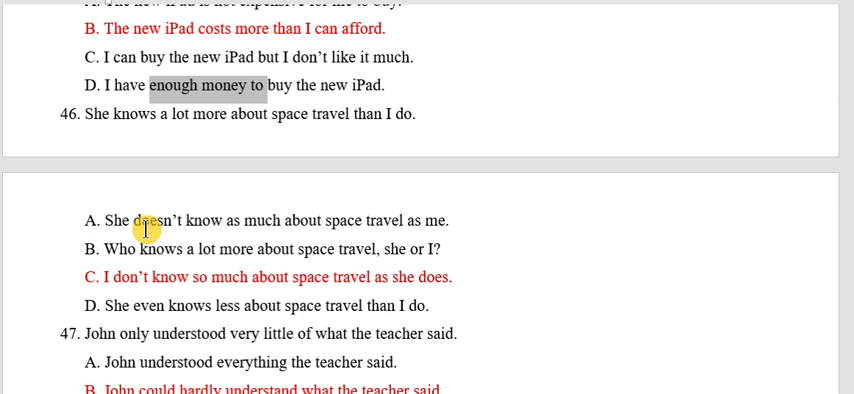 B. The new iPad costs more than I can afford.
C. I can buy the new iPad but I don’t like it much.
D. I have enough money to buy the new iPad.
46. She knows a lot more about space travel than I do.
A. She doesn’t know as much about space travel as me.
B. Who knows a lot more about space travel, she or I?
C. I don’t know so much about space travel as she does.
D. She even knows less about space travel than I do.
47. John only understood very little of what the teacher said.
A. John understood everything the teacher said.
B. John could hardly understand what the teacher said.